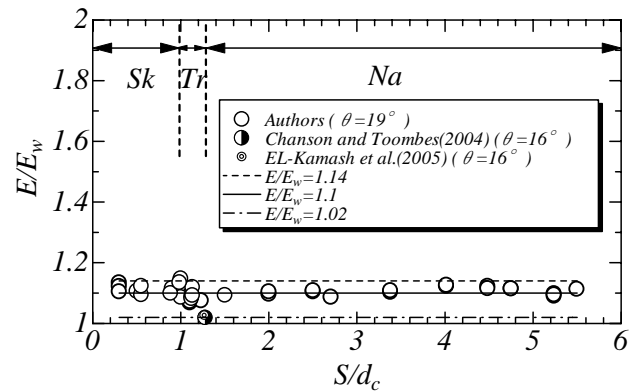 2
1.8
1.6
1.4
1.2
1
E/E_w
Sk Tr Na
Authors ( θ=19° )
Chanson and Toombes(2004) ( θ=16° )
EL-Kamash et al.(2005) ( θ=16° )
E/E_w=1.14
E/E_w=1.1
E/E_w=1.02
0 1 2 3 4 5 6
S/d_c